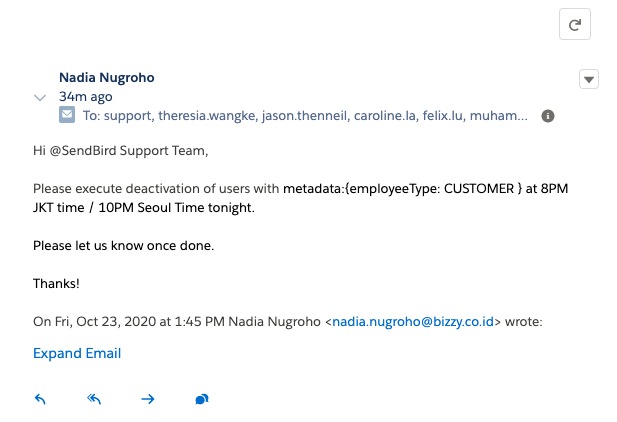 Nadia Nugroho
34m ago
To: support, theresia.wangke, jason.thenneil, caroline.la, felix.lu, muham...
Hi @SendBird Support Team,
Please execute deactivation of users with metadata:{employeeType: CUSTOMER } at 8PM
JKT time / 10PM Seoul Time tonight.
Please let us know once done.
Thanks!
On Fri, Oct 23, 2020 at 1:45 PM Nadia Nugroho <nadia.nugroho@bizzy.co.id> wrote:
Expand Email